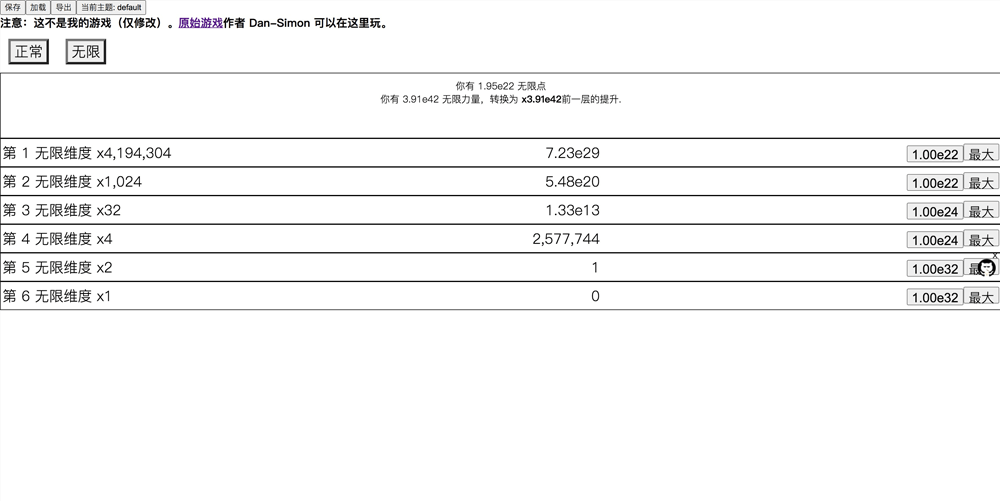 保存 加载 导出 当前主题: default
注意：这不是我的游戏（仅修改）。原始游戏作者 Dan-Simon 可以在这里玩。
正常 无限
你有 1.95e22 无限点
你有 3.91e42 无限力量，转换为 x3.91e42前一层的提升.
第 1 无限维度 x4,194,304 7.23e29 1.00e22 最大
第 2 无限维度 x1,024 5.48e20 1.00e22 最大
第 3 无限维度 x32 1.33e13 1.00e24 最大
第 4 无限维度 x4 2,577,744 1.00e24 最大
x
第 5 无限维度 x2 1 1.00e32 最
第 6 无限维度 x1 0 1.00e32 最大